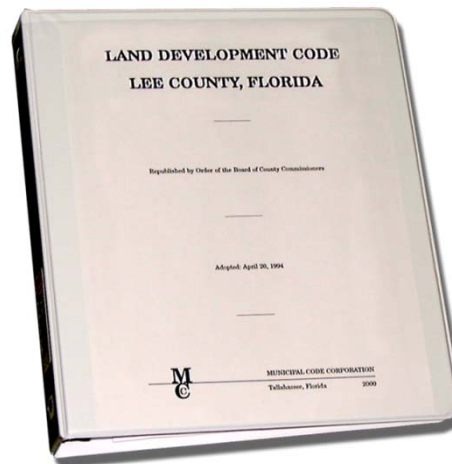 LAND DEVELOPMENT CODE
LEE COUNTY, FLORIDA
Republished by Order of the Board of County Commissioners
Adopted: April 20, 1994
MCC
MUNICIPAL CODE CORPORATION
Tallahassee, Florida 2000